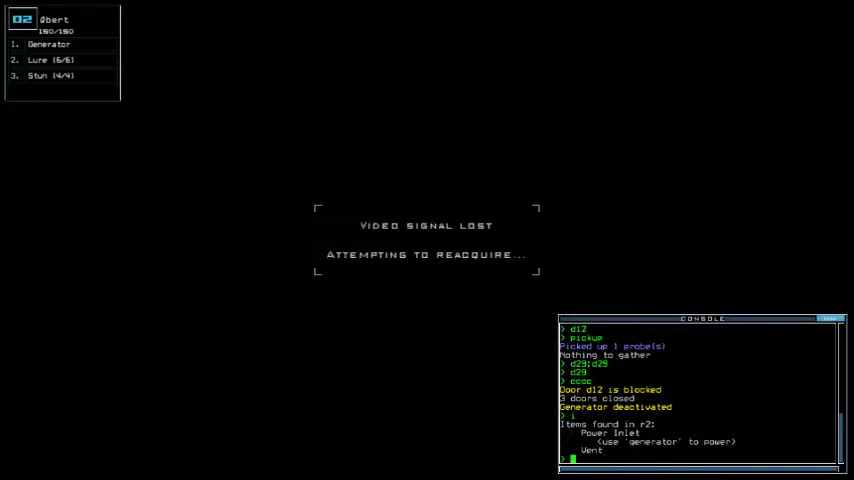 02 Qbert
150/150
1. Generator
2. Lure (6/6)
3. Stun (4/4)
Video signal lost
Attempting to reacquire...
CONSOLE
> d12
> pickup
Picked up 1 probe(s)
Nothing to gather
> d29;d29
> d29
> cccc
Door d12 is blocked
3 doors closed
Generator deactivated
> i
Items found in r2:
Power Inlet
<use 'generator' to power>
Vent
>